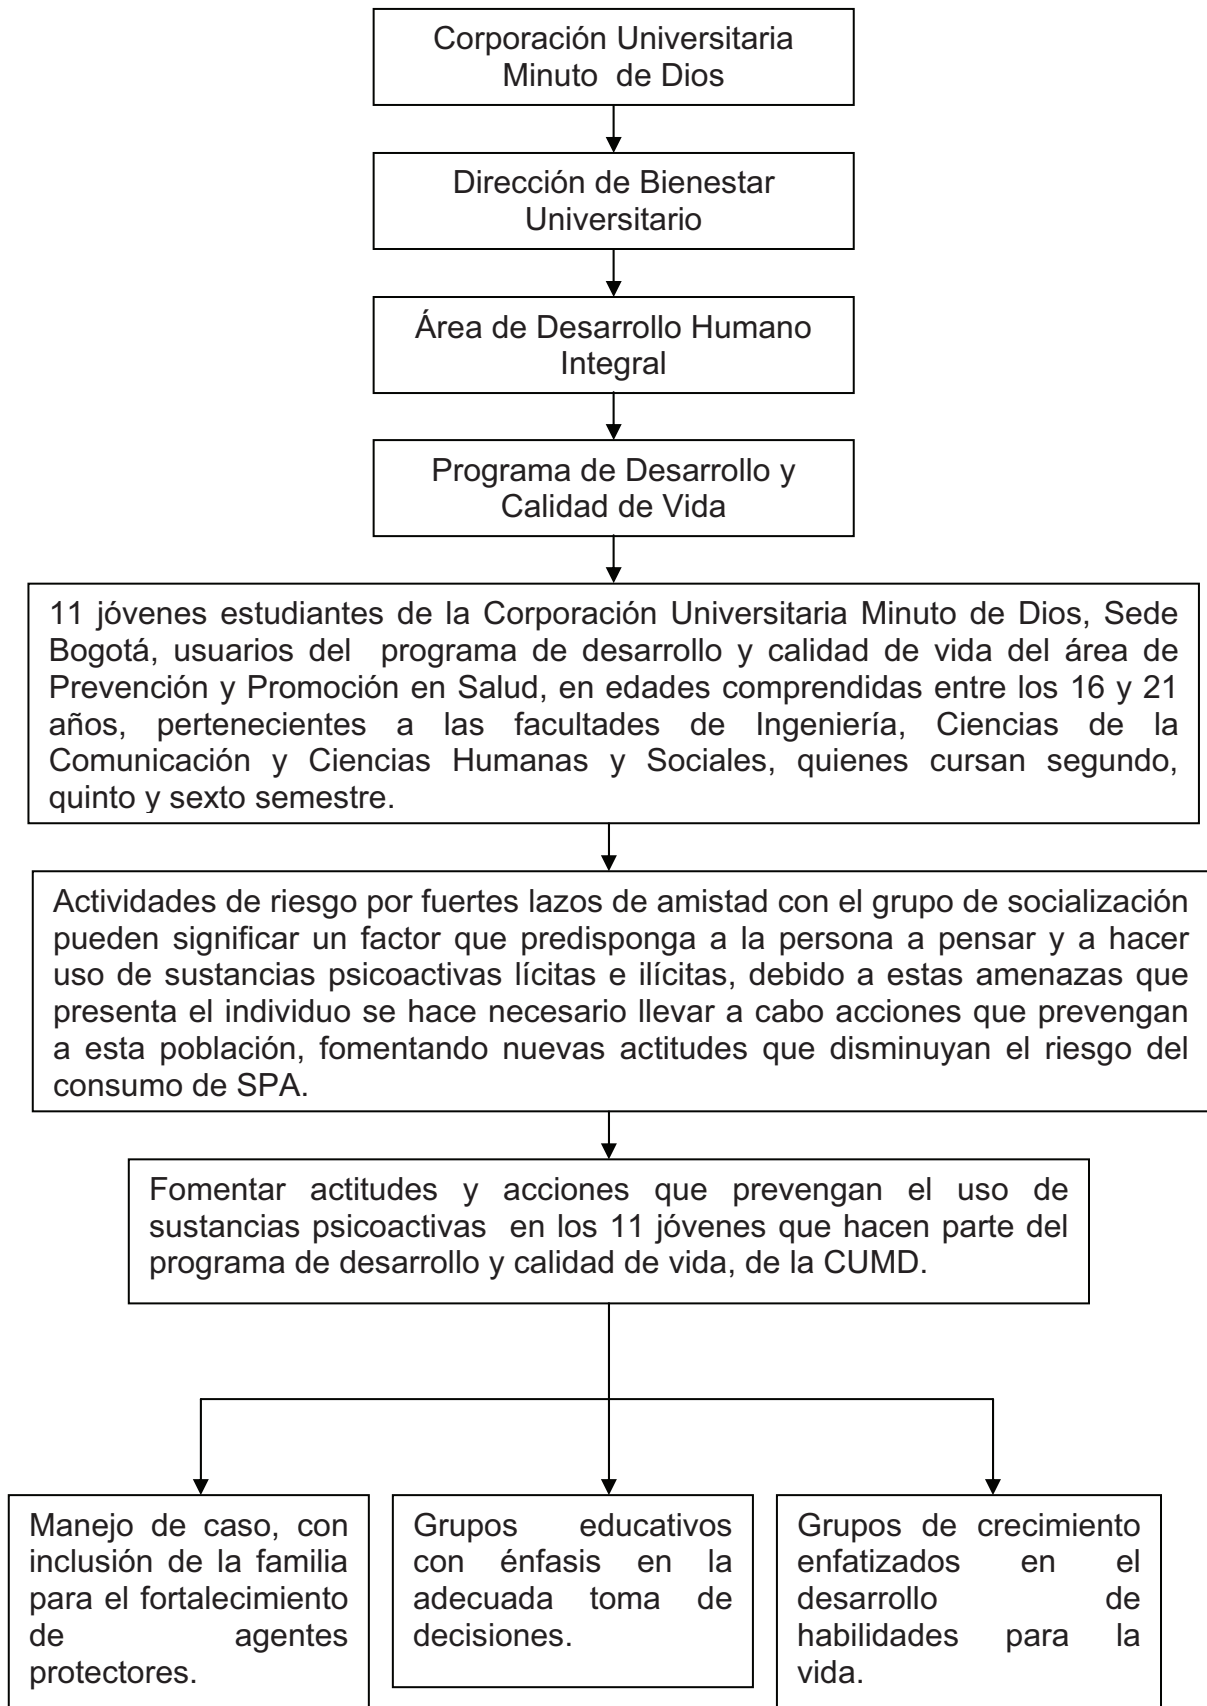 Corporación Universitaria
Minuto de Dios
Dirección de Bienestar
Universitario
Área de Desarrollo Humano
Integral
Programa de Desarrollo y
Calidad de Vida
11 jóvenes estudiantes de la Corporación Universitaria Minuto de Dios, Sede
Bogotá, usuarios del programa de desarrollo y calidad de vida del área de
Prevención y Promoción en Salud, en edades comprendidas entre los 16 y 21
años, pertenecientes a las facultades de Ingeniería, Ciencias de la
Comunicación y Ciencias Humanas y Sociales, quienes cursan segundo,
quinto y sexto semestre.
Actividades de riesgo por fuertes lazos de amistad con el grupo de socialización
pueden significar un factor que predisponga a la persona a pensar y a hacer
uso de sustancias psicoactivas lícitas e ilícitas, debido a estas amenazas que
presenta el individuo se hace necesario llevar a cabo acciones que prevengan
a esta población, fomentando nuevas actitudes que disminuyan el riesgo del
consumo de SPA.
Fomentar actitudes y acciones que prevengan el uso de
sustancias psicoactivas en los 11 jóvenes que hacen parte del
programa de desarrollo y calidad de vida, de la CUMD.
Manejo de caso, con
inclusión de la familia
para el fortalecimiento
de agentes
protectores.
Grupos educativos
con énfasis en la
adecuada toma de
decisiones.
Grupos de crecimiento
enfatizados en el
desarrollo de
habilidades para la
vida.